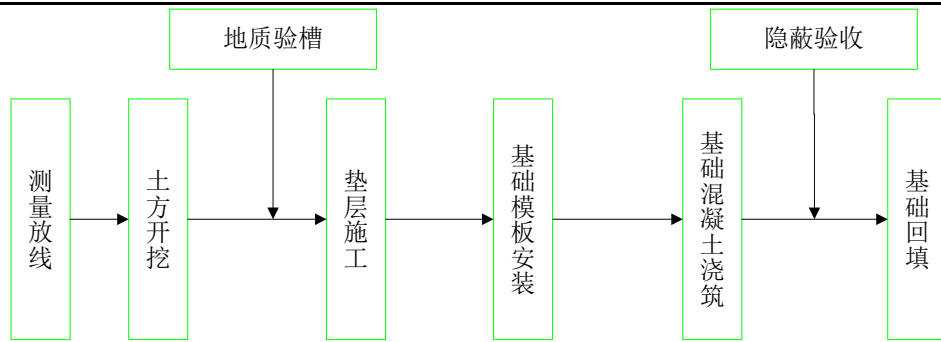 地质验槽
隐蔽验收
测量放线
土方开挖
垫层施工
基础模板安装
基础混凝土浇筑
基础回填